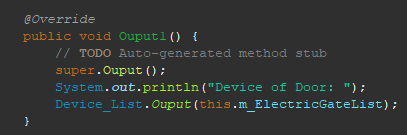 @Override
public void Ouput1() {
// TODO Auto-generated method stub
super.Ouput();
System.out.println("Device of Door: ");
Device_List.Ouput(this.m_ElectricGateList);
}